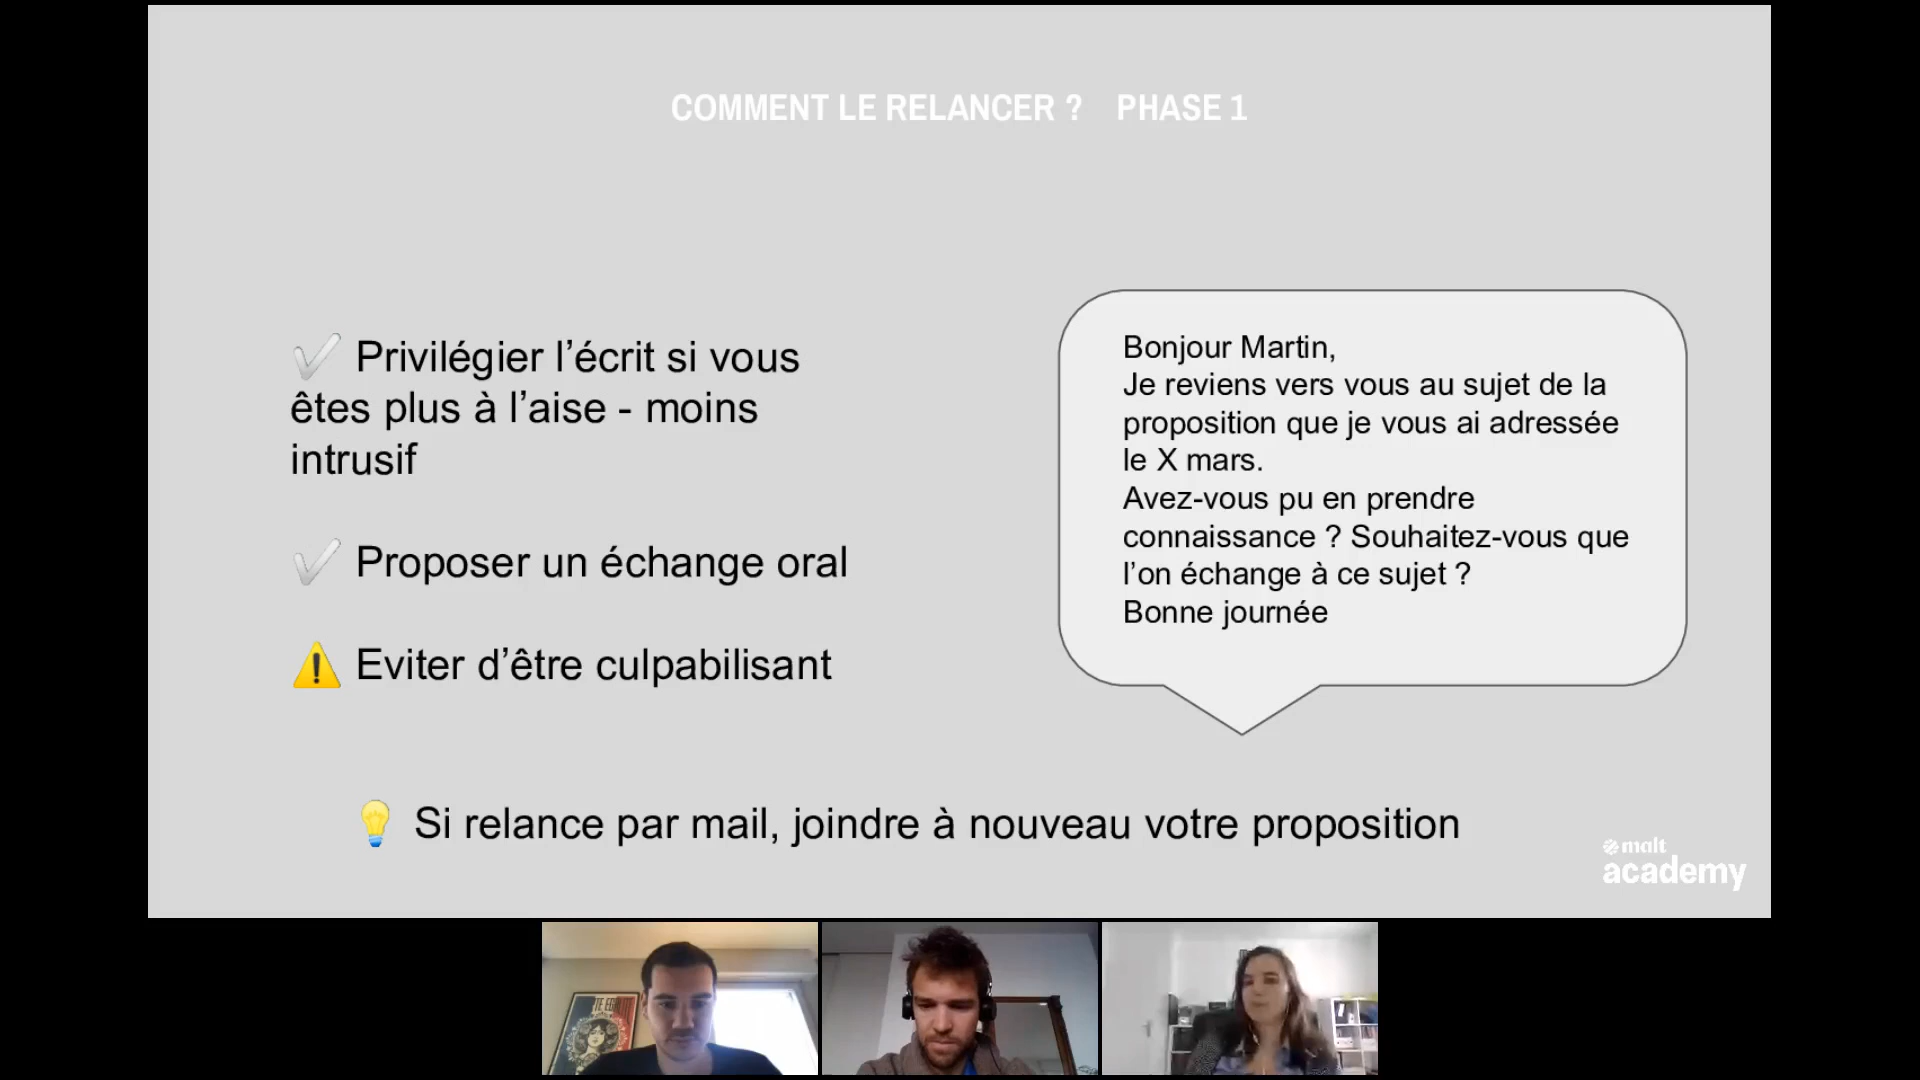 COMMENT LE RELANCER ? PHASE 1
✔ Privilégier l’écrit si vous
êtes plus à l’aise - moins
intrusif
✔ Proposer un échange oral
⚠ Eviter d’être culpabilisant
Bonjour Martin,
Je reviens vers vous au sujet de la
proposition que je vous ai adressée
le X mars.
Avez-vous pu en prendre
connaissance ? Souhaitez-vous que
l’on échange à ce sujet ?
Bonne journée
💡 Si relance par mail, joindre à nouveau votre proposition
malt
academy